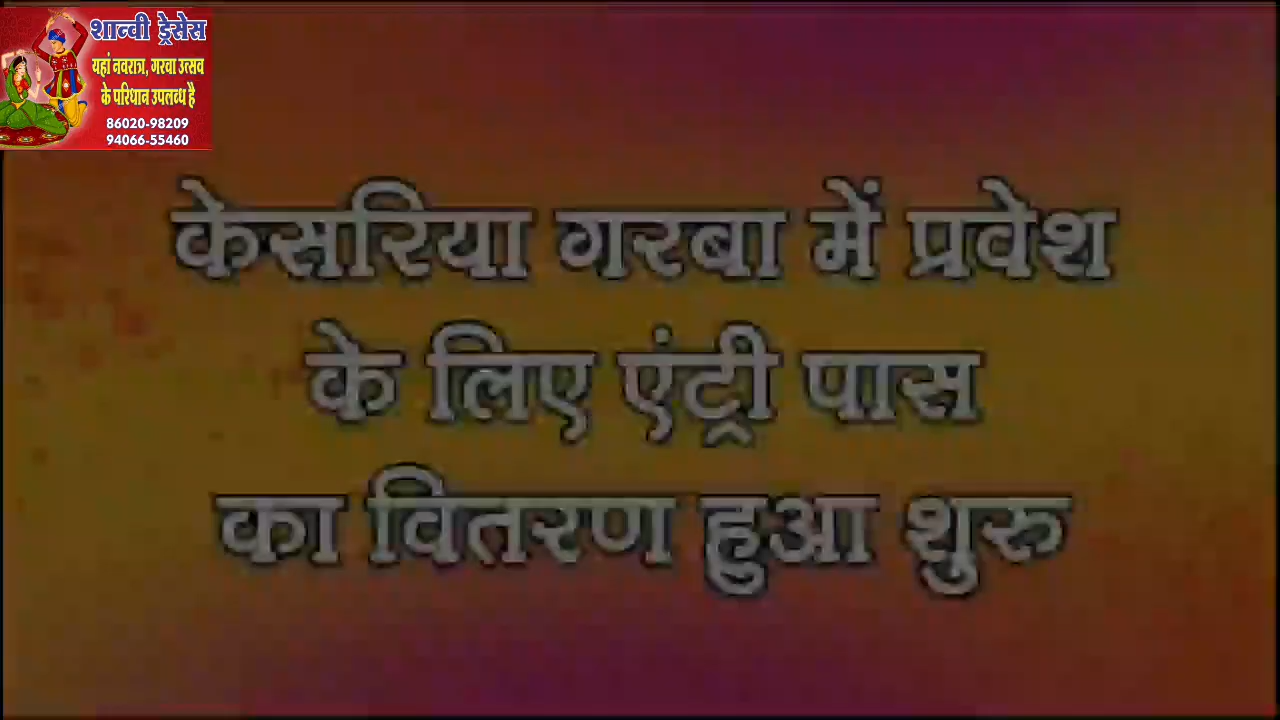 शान्वी ड्रेसेस
यहां नवरात्र, गरबा उत्सव
के परिधान उपलब्ध है
86020-98209
94066-55460
केसरिया गरबा में प्रवेश
के लिए एंट्री पास
का वितरण हुआ शुरु